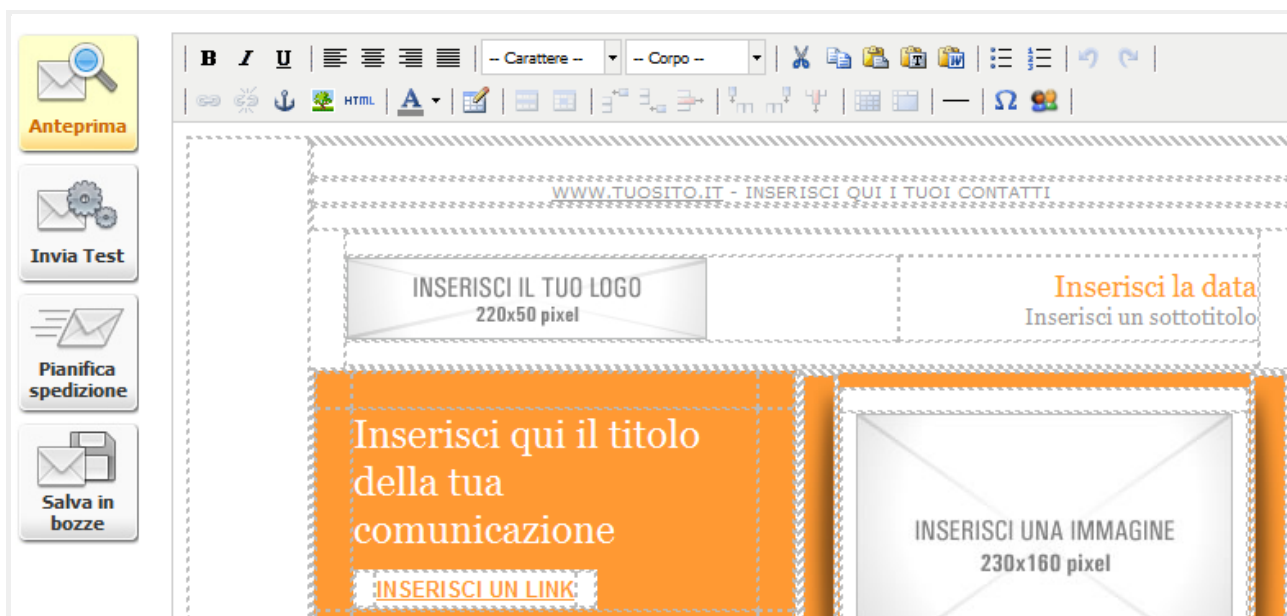 -- Carattere --
-- Corpo --
HTML
Anteprima
Invia Test
Pianifica
spedizione
Salva in
bozze
WWW.TUOSITO.IT - INSERISCI QUI I TUOI CONTATTI
INSERISCI IL TUO LOGO
220x50 pixel
Inserisci la data
Inserisci un sottotitolo
Inserisci qui il titolo
della tua
comunicazione
INSERISCI UN LINK
INSERISCI UNA IMMAGINE
230x160 pixel